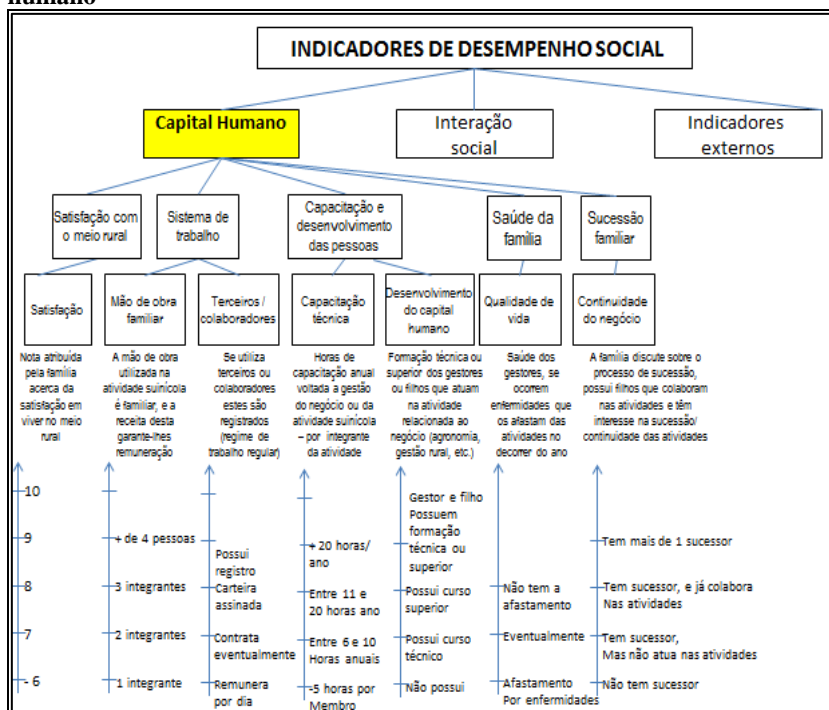 humano
INDICADORES DE DESEMPENHO SOCIAL
Capital Humano
Interação
social
Indicadores
externos
Satisfação com
o meio rural
Sistema de
trabalho
Capacitação e
desenvolvimento
das pessoas
Saúde da
família
Sucessão
familiar
Satisfação
Mão de obra
familiar
Terceiros /
colaboradores
Capacitação
técnica
Desenvolvimento
do capital
humano
Qualidade de
vida
Continuidade
do negócio
Nota atribuída
pela família
acerca da
satisfação em
viver no meio
rural
A mão de obra
utilizada na
atividade suinícola
é familiar, e a
receita desta
garante-lhes
remuneração
Se utiliza
terceiros ou
colaboradores
estes são
registrados
(regime de
trabalho regular)
Horas de
capacitação anual
voltada a gestão
do negócio ou da
atividade suinícola
– por integrante
da atividade
Formação técnica ou
superior dos gestores
ou filhos que atuam
na atividade
relacionada ao
negócio (agronomia,
gestão rural, etc.)
Saúde dos
gestores, se
ocorrem
enfermidades que
os afastam das
atividades no
decorrer do ano
A família discute sobre o
processo de sucessão,
possui filhos que colaboram
nas atividades e têm
interesse na sucessão/
continuidade das atividades
10
9
8
7
- 6
+ de 4 pessoas
3 integrantes
2 integrantes
1 integrante
Possui
registro
Carteira
assinada
Contrata
eventualmente
Remunera
por dia
+ 20 horas/
ano
Entre 11 e
20 horas ano
Entre 6 e 10
Horas anuais
-5 horas por
Membro
Gestor e filho
Possuem
formação
técnica ou
superior
Possui curso
superior
Possui curso
técnico
Não possui
Não tem a
afastamento
Eventualmente
Afastamento
Por enfermidades
Tem mais de 1 sucessor
Tem sucessor, e já colabora
Nas atividades
Tem sucessor,
Mas não atua nas atividades
Não tem sucessor